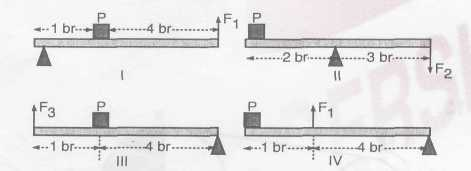 1 br P 4 br F1
I
P
2 br 3 br F2
II
F3 P
1 br 4 br
III
P F1
1 br 4 br
IV